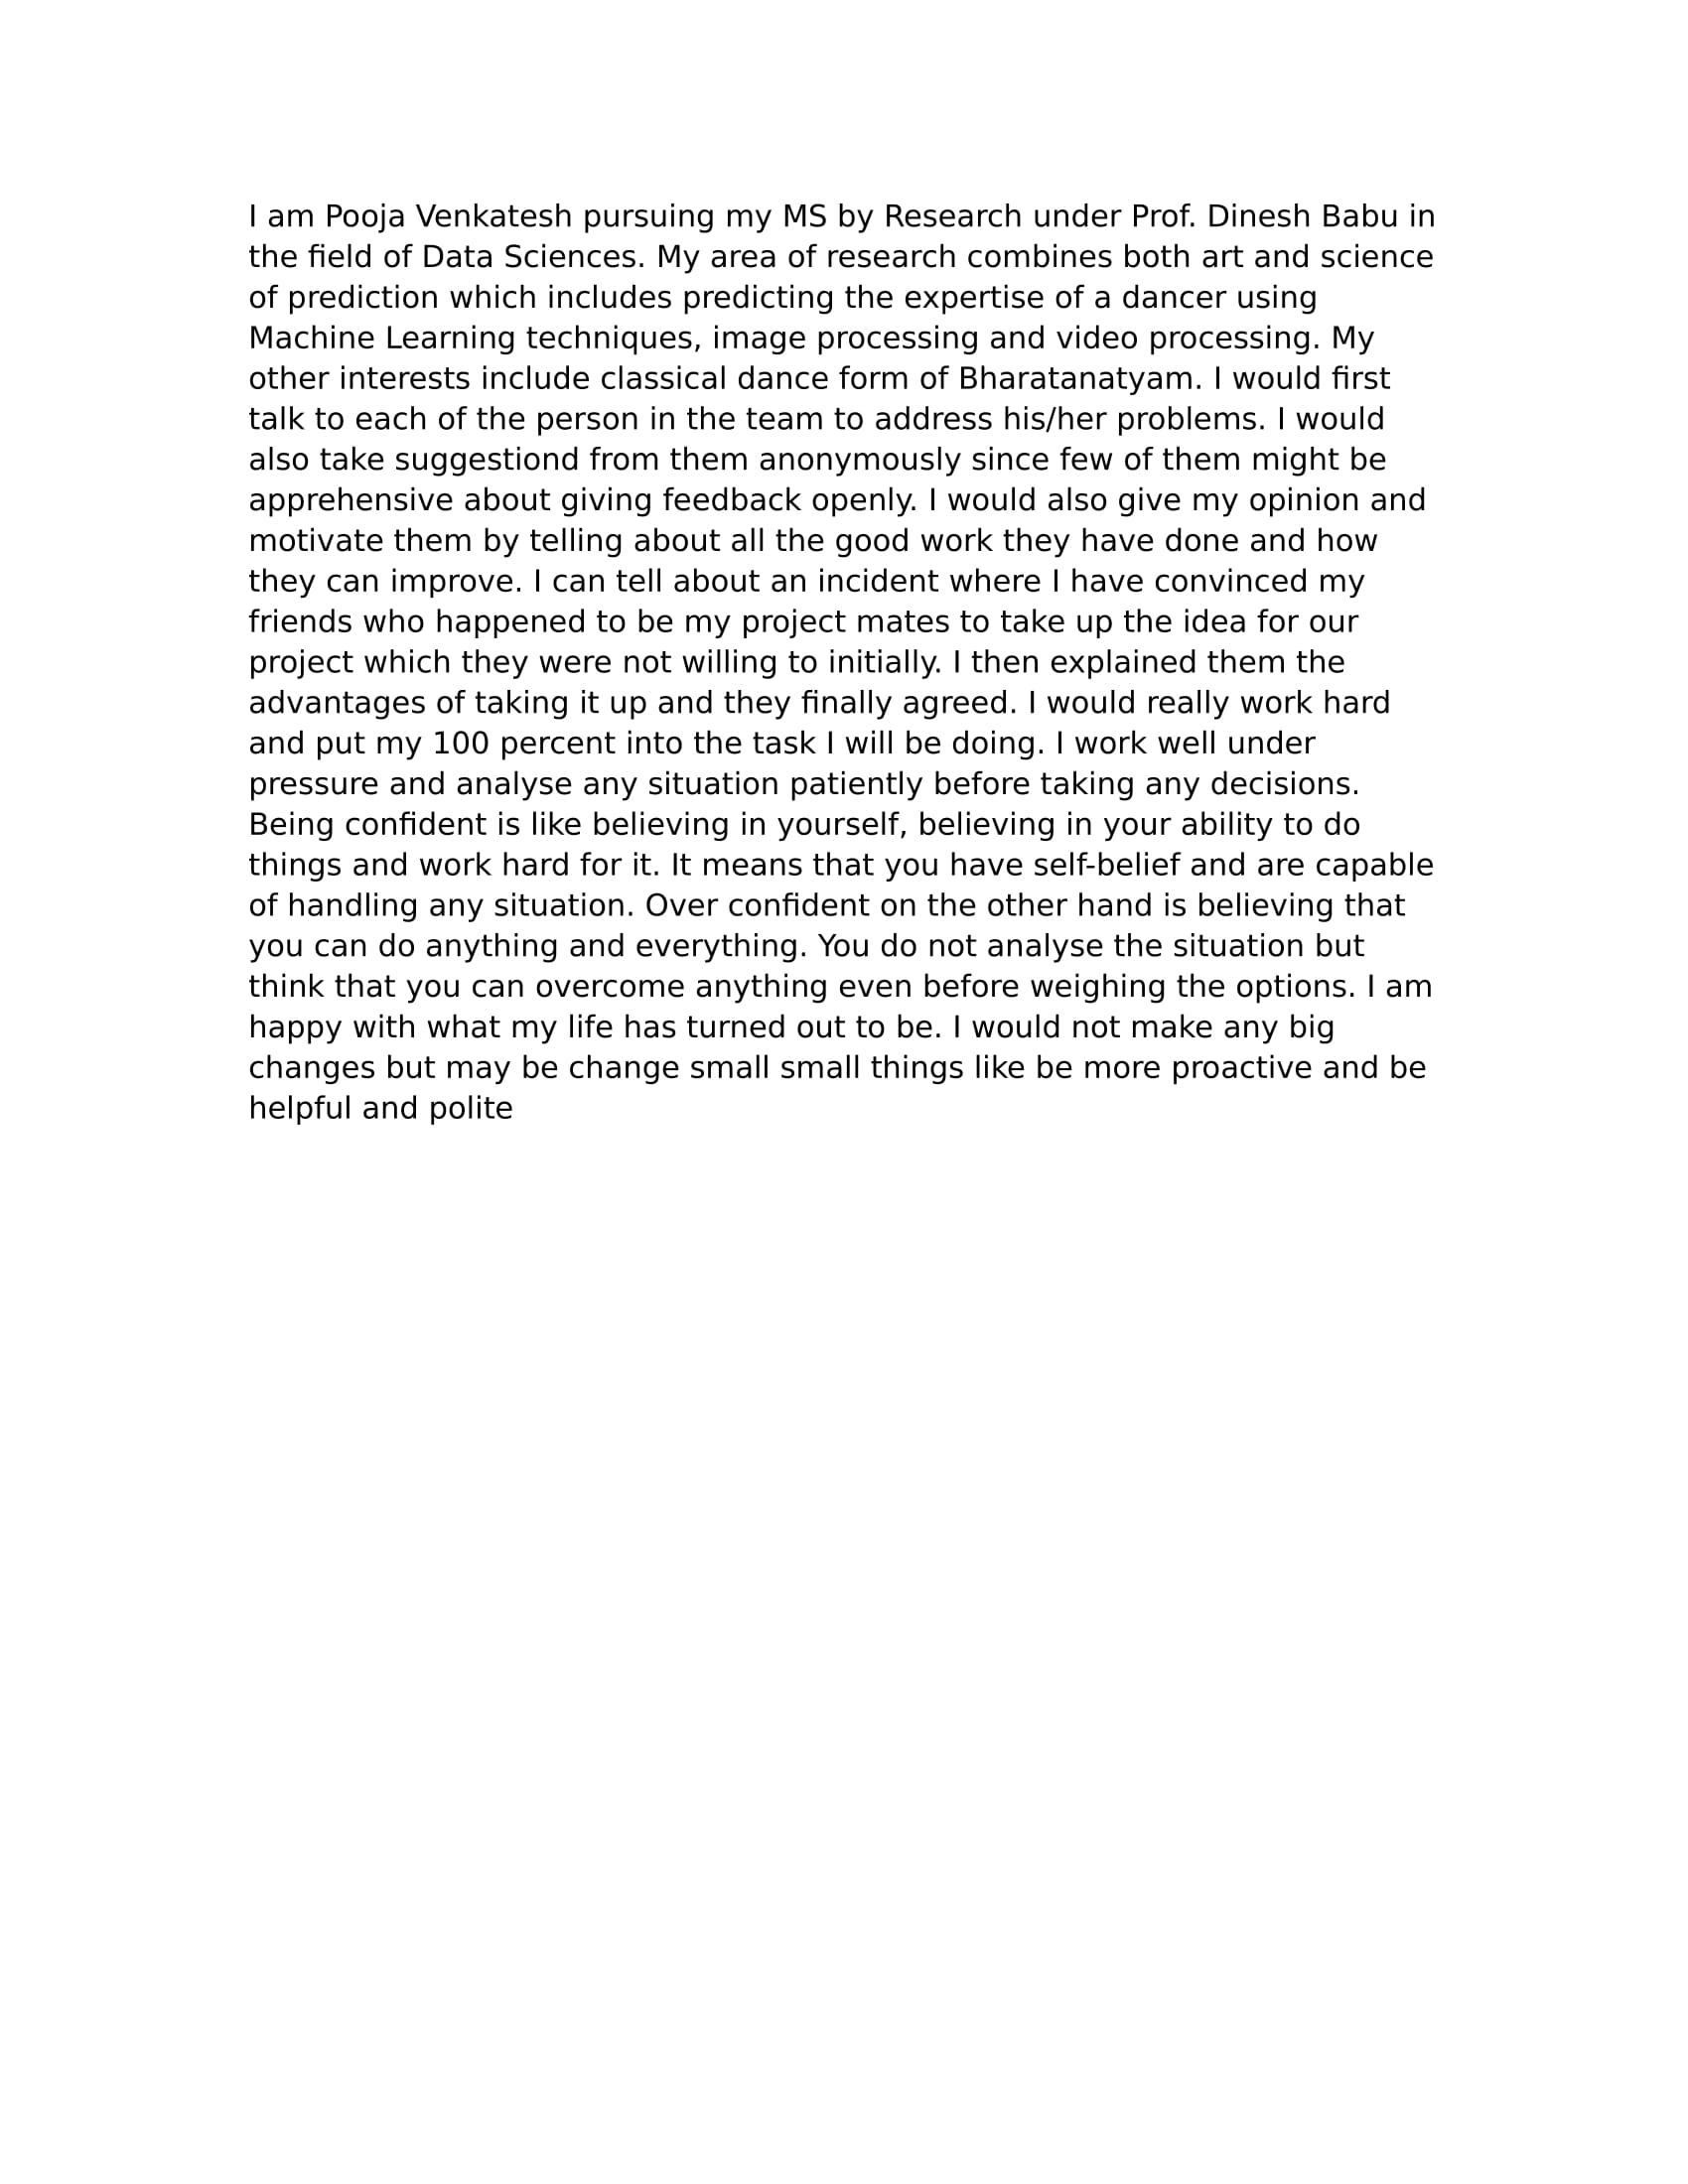 I am Pooja Venkatesh pursuing my MS by Research under Prof. Dinesh Babu in
the field of Data Sciences. My area of research combines both art and science
of prediction which includes predicting the expertise of a dancer using
Machine Learning techniques, image processing and video processing. My
other interests include classical dance form of Bharatanatyam. I would first
talk to each of the person in the team to address his/her problems. I would
also take suggestiond from them anonymously since few of them might be
apprehensive about giving feedback openly. I would also give my opinion and
motivate them by telling about all the good work they have done and how
they can improve. I can tell about an incident where I have convinced my
friends who happened to be my project mates to take up the idea for our
project which they were not willing to initially. I then explained them the
advantages of taking it up and they finally agreed. I would really work hard
and put my 100 percent into the task I will be doing. I work well under
pressure and analyse any situation patiently before taking any decisions.
Being confident is like believing in yourself, believing in your ability to do
things and work hard for it. It means that you have self-belief and are capable
of handling any situation. Over confident on the other hand is believing that
you can do anything and everything. You do not analyse the situation but
think that you can overcome anything even before weighing the options. I am
happy with what my life has turned out to be. I would not make any big
changes but may be change small small things like be more proactive and be
helpful and polite